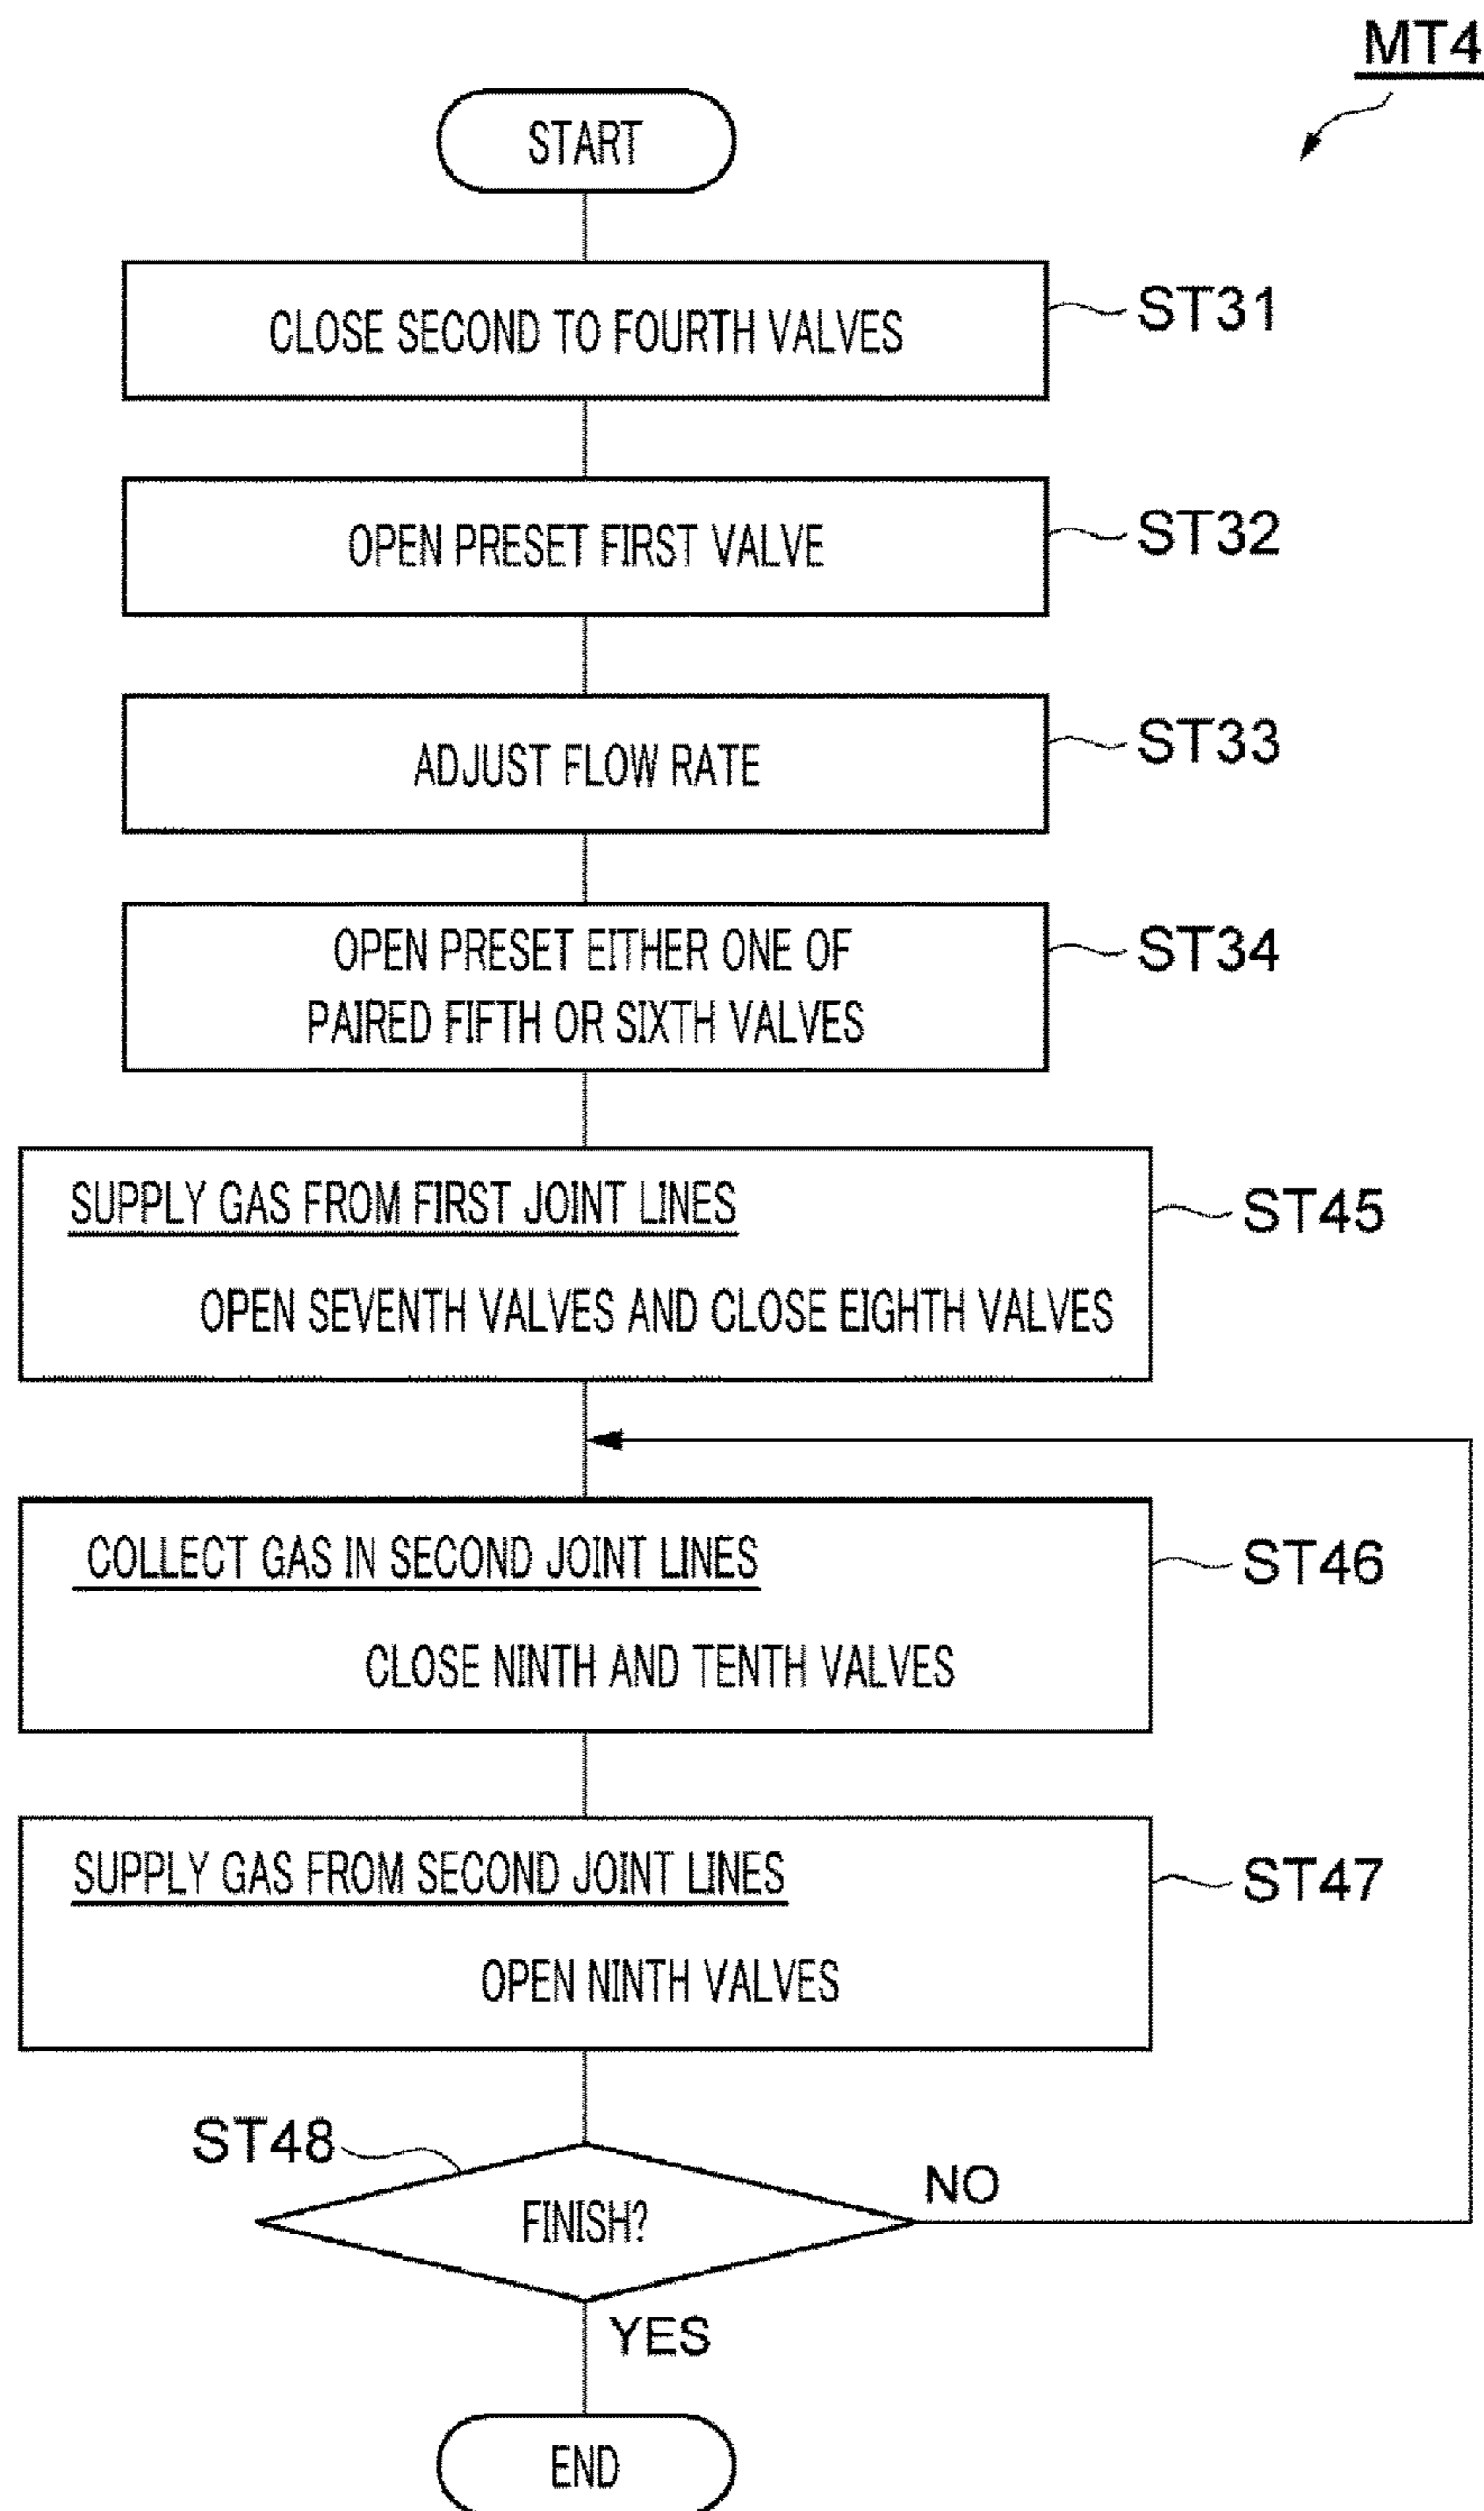 MT4
START
CLOSE SECOND TO FOURTH VALVES
ST31
OPEN PRESET FIRST VALVE
ST32
ADJUST FLOW RATE
ST33
OPEN PRESET EITHER ONE OF
PAIRED FIFTH OR SIXTH VALVES
ST34
SUPPLY GAS FROM FIRST JOINT LINES
OPEN SEVENTH VALVES AND CLOSE EIGHTH VALVES
ST45
COLLECT GAS IN SECOND JOINT LINES
CLOSE NINTH AND TENTH VALVES
ST46
SUPPLY GAS FROM SECOND JOINT LINES
OPEN NINTH VALVES
ST47
ST48
FINISH?
NO
YES
END